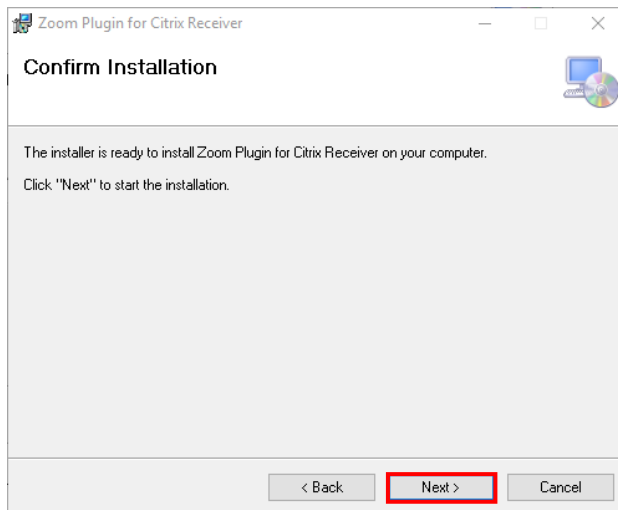 Zoom Plugin for Citrix Receiver
Confirm Installation
The installer is ready to install Zoom Plugin for Citrix Receiver on your computer.
Click "Next" to start the installation.
< Back
Next >
Cancel